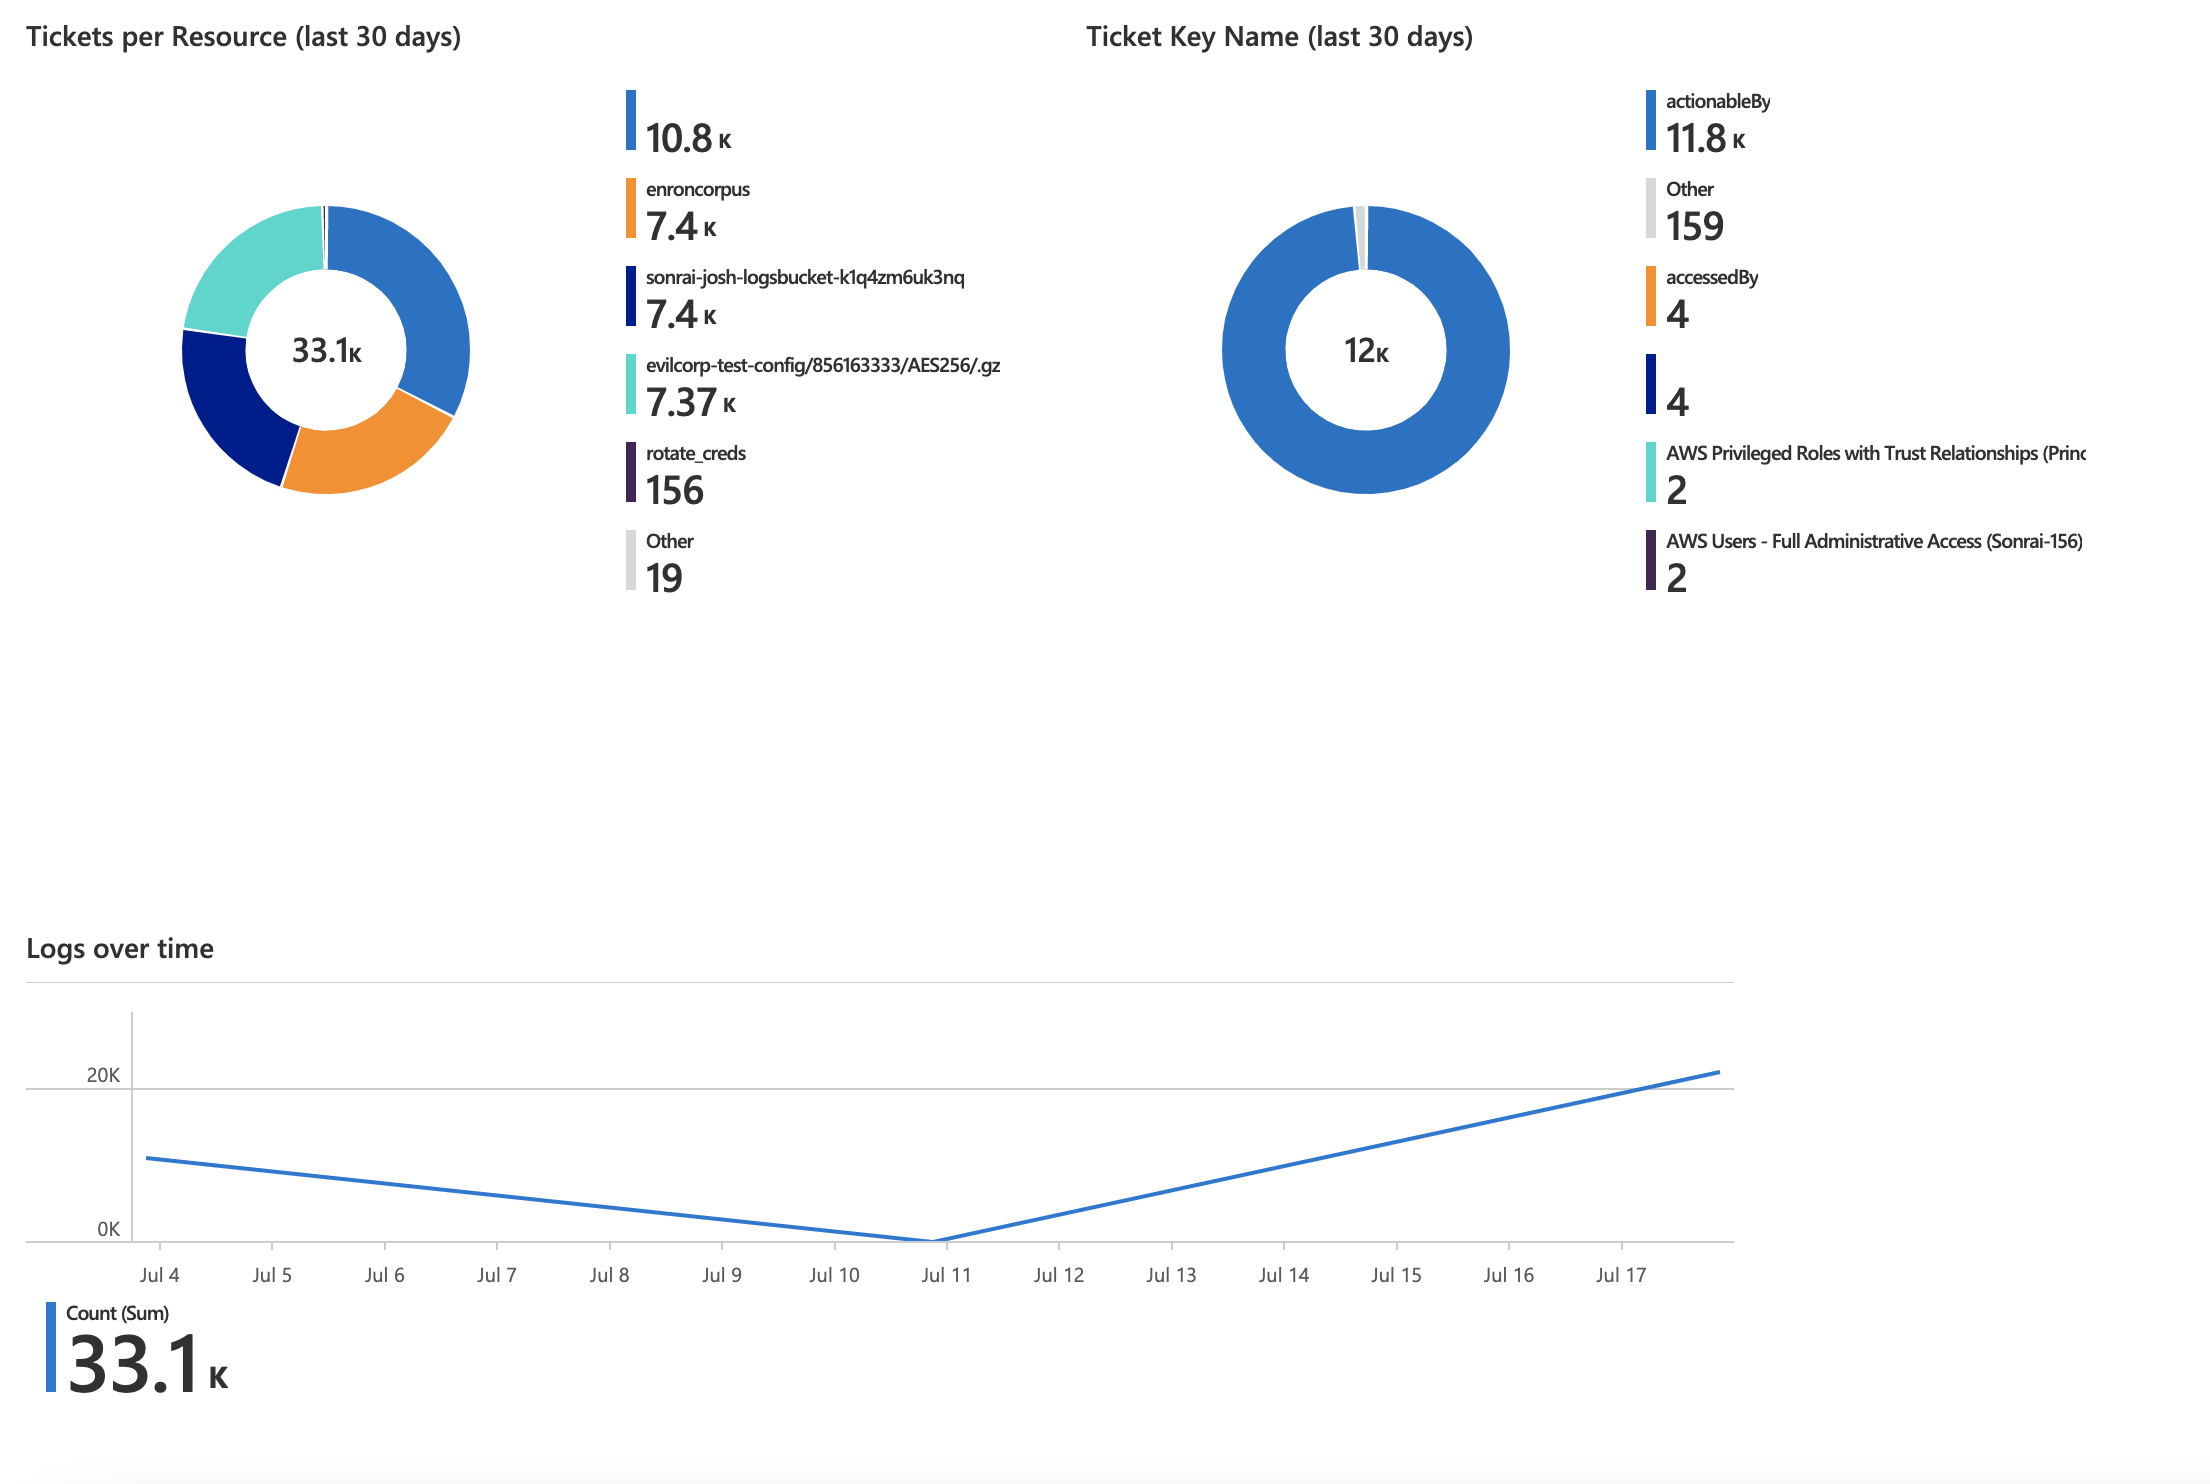 Tickets per Resource (last 30 days)
10.8 K
enroncorpus
7.4 K
sonrai-josh-logsbucket-k1q4zm6uk3nq
7.4 K
evilcorp-test-config/856163333/AES256/.gz
7.37 K
rotate_creds
156
Other
19
33.1K
Ticket Key Name (last 30 days)
actionableBy
11.8 K
Other
159
accessedBy
4
4
AWS Privileged Roles with Trust Relationships (Princ
2
AWS Users - Full Administrative Access (Sonrai-156)
2
12K
Logs over time
20K
0K
Jul 4 Jul 5 Jul 6 Jul 7 Jul 8 Jul 9 Jul 10 Jul 11 Jul 12 Jul 13 Jul 14 Jul 15 Jul 16 Jul 17
Count (Sum)
33.1 K